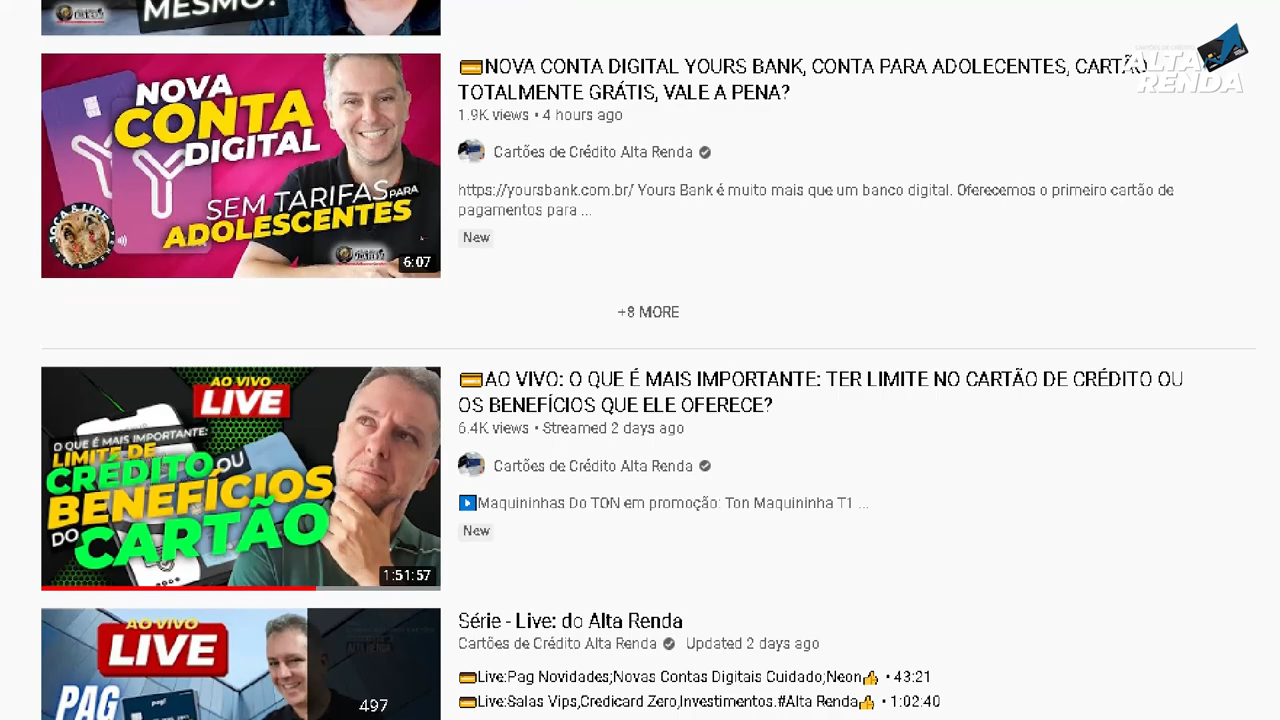 MESMO?
ALTA
RENDA
💳NOVA CONTA DIGITAL YOURS BANK, CONTA PARA ADOLECENTES, CARTÃO
TOTALMENTE GRÁTIS, VALE A PENA?
1.9K views • 4 hours ago
Cartões de Crédito Alta Renda
https://yoursbank.com.br/ Yours Bank é muito mais que um banco digital. Oferecemos o primeiro cartão de
pagamentos para ...
New
NOVA
CONTA
DIGITAL
SEM TARIFAS PARA
ADOLESCENTES
6:07
+8 MORE
AO VIVO
LIVE
O QUE É MAIS IMPORTANTE:
LIMITE DE
CRÉDITO OU
BENEFÍCIOS
DO CARTÃO
1:51:57
💳AO VIVO: O QUE É MAIS IMPORTANTE: TER LIMITE NO CARTÃO DE CRÉDITO OU
OS BENEFÍCIOS QUE ELE OFERECE?
6.4K views • Streamed 2 days ago
Cartões de Crédito Alta Renda
▶Maquininhas Do TON em promoção: Ton Maquininha T1 ...
New
AO VIVO
LIVE
PAG
497
Série - Live: do Alta Renda
Cartões de Crédito Alta Renda Updated 2 days ago
💳Live:Pag Novidades;Novas Contas Digitais Cuidado,Neon👍 • 43:21
💳Live:Salas Vips,Credicard Zero,Investimentos.#Alta Renda👍 • 1:02:40